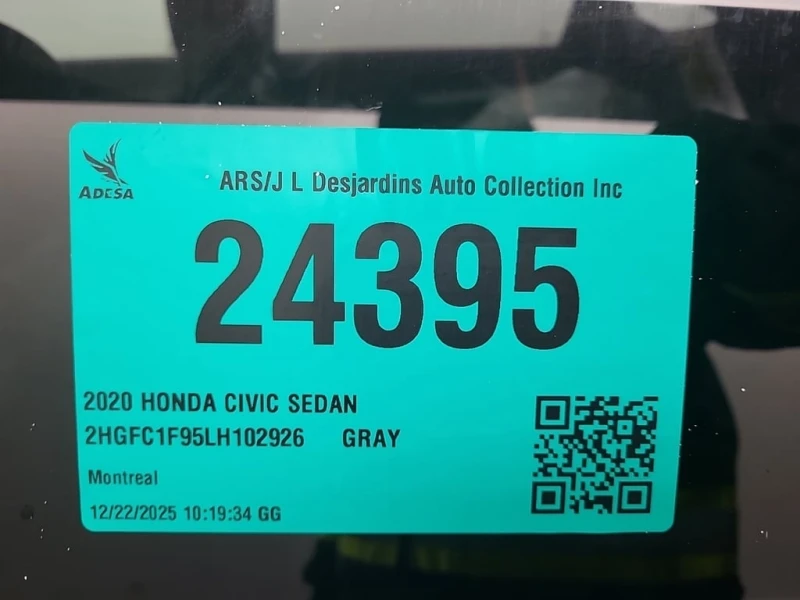 ADESA
ARS/J L Desjardins Auto Collection Inc
24395
2020 HONDA CIVIC SEDAN
2HGFC1F95LH102926 GRAY
Montreal
12/22/2025 10:19:34 GG